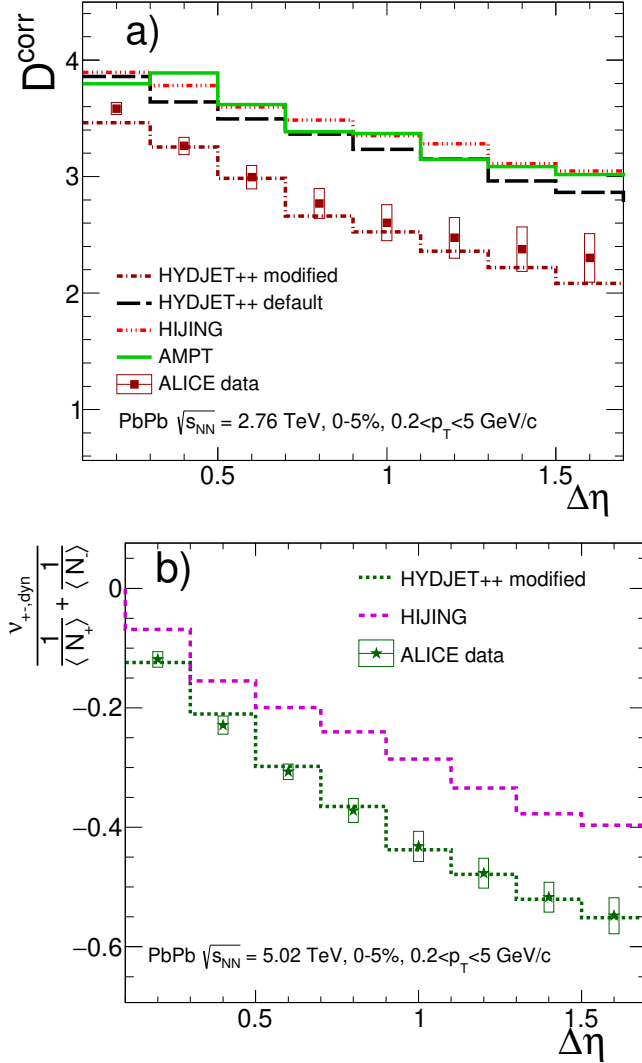 a)
D^corr
4
3
2
1
HYDJET++ modified
HYDJET++ default
HIJING
AMPT
ALICE data
PbPb √s_NN = 2.76 TeV, 0-5%, 0.2<p_T<5 GeV/c
0.5 1 1.5
Δη
b)
ν_+-,dyn
1/⟨N_+⟩ + 1/⟨N_-⟩
0
−0.2
−0.4
−0.6
HYDJET++ modified
HIJING
ALICE data
PbPb √s_NN = 5.02 TeV, 0-5%, 0.2<p_T<5 GeV/c
0.5 1 1.5
Δη